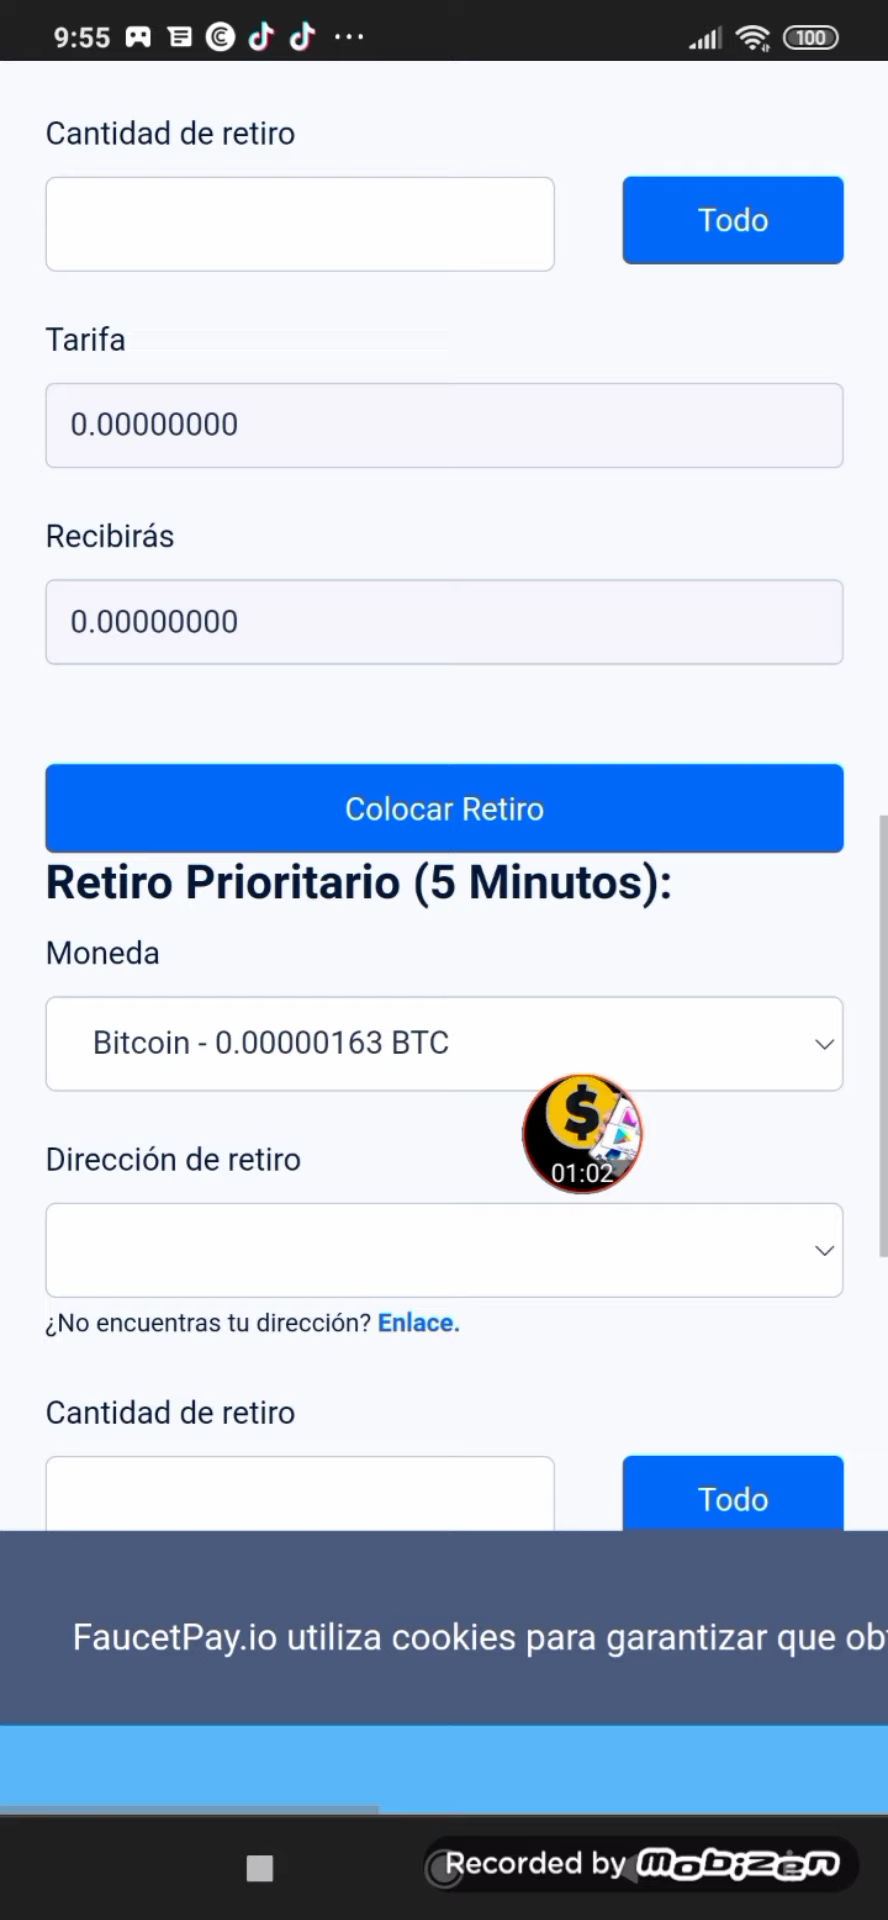 9:55
100
Cantidad de retiro
Todo
Tarifa
0.00000000
Recibirás
0.00000000
Colocar Retiro
Retiro Prioritario (5 Minutos):
Moneda
Bitcoin - 0.00000163 BTC
$
01:02
Dirección de retiro
¿No encuentras tu dirección? Enlace.
Cantidad de retiro
Todo
FaucetPay.io utiliza cookies para garantizar que ob
Recorded by mobizen